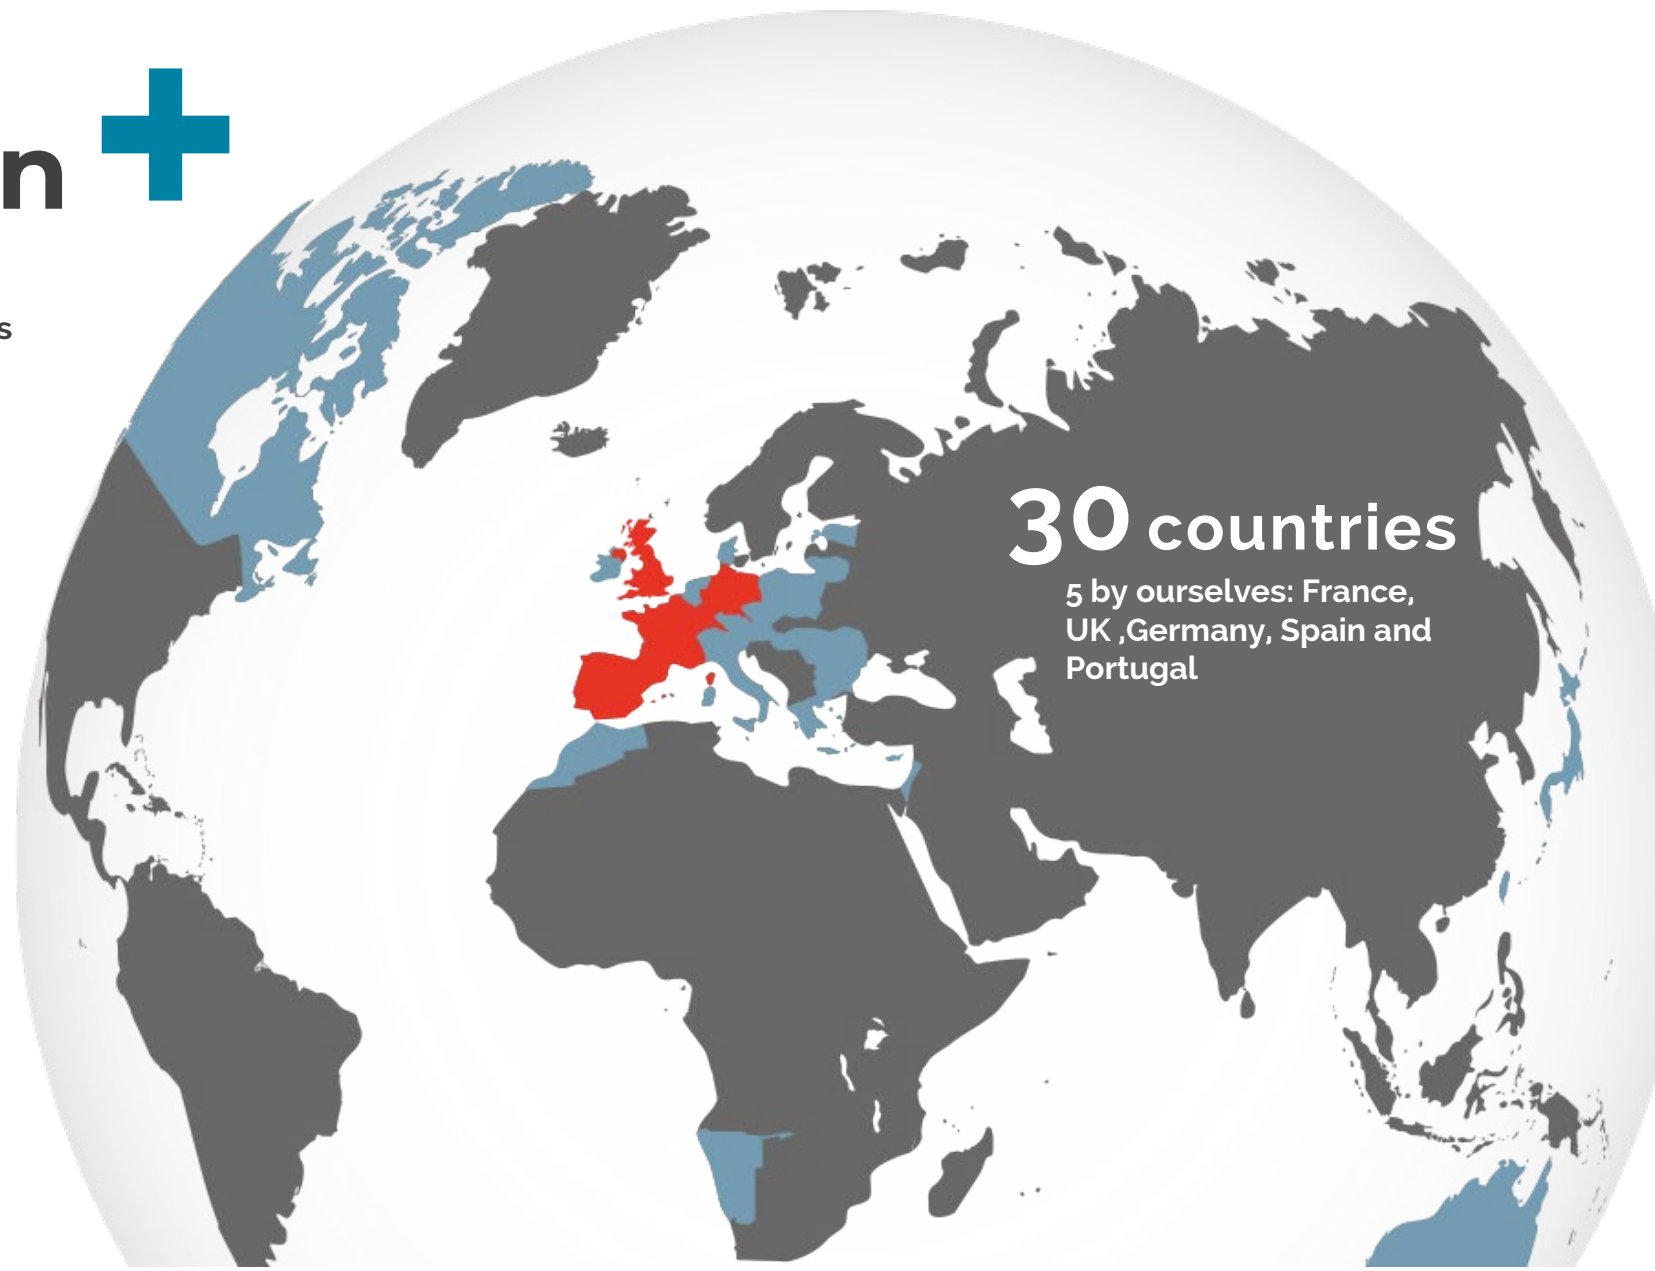 n
s
30 countries
5 by ourselves: France,
UK ,Germany, Spain and
Portugal